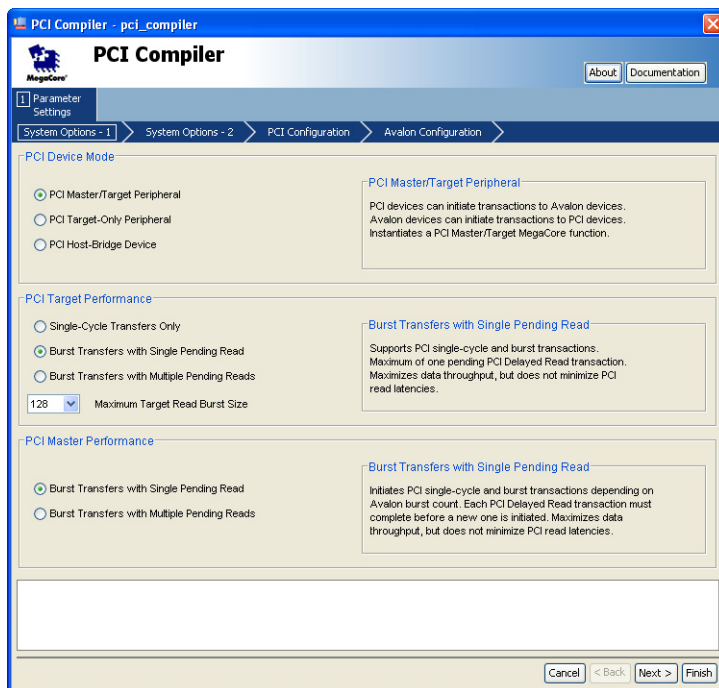 PCI Compiler - pci_compiler
MegaCore®
PCI Compiler
About
Documentation
1 Parameter
Settings
System Options - 1
System Options - 2
PCI Configuration
Avalon Configuration
PCI Device Mode
PCI Master/Target Peripheral
PCI Target-Only Peripheral
PCI Host-Bridge Device
PCI Master/Target Peripheral
PCI devices can initiate transactions to Avalon devices.
Avalon devices can initiate transactions to PCI devices.
Instantiates a PCI Master/Target MegaCore function.
PCI Target Performance
Single-Cycle Transfers Only
Burst Transfers with Single Pending Read
Burst Transfers with Multiple Pending Reads
128 Maximum Target Read Burst Size
Burst Transfers with Single Pending Read
Supports PCI single-cycle and burst transactions.
Maximum of one pending PCI Delayed Read transaction.
Maximizes data throughput, but does not minimize PCI
read latencies.
PCI Master Performance
Burst Transfers with Single Pending Read
Burst Transfers with Multiple Pending Reads
Burst Transfers with Single Pending Read
Initiates PCI single-cycle and burst transactions depending on
Avalon burst count. Each PCI Delayed Read transaction must
complete before a new one is initiated. Maximizes data
throughput, but does not minimize PCI read latencies.
Cancel
< Back
Next >
Finish